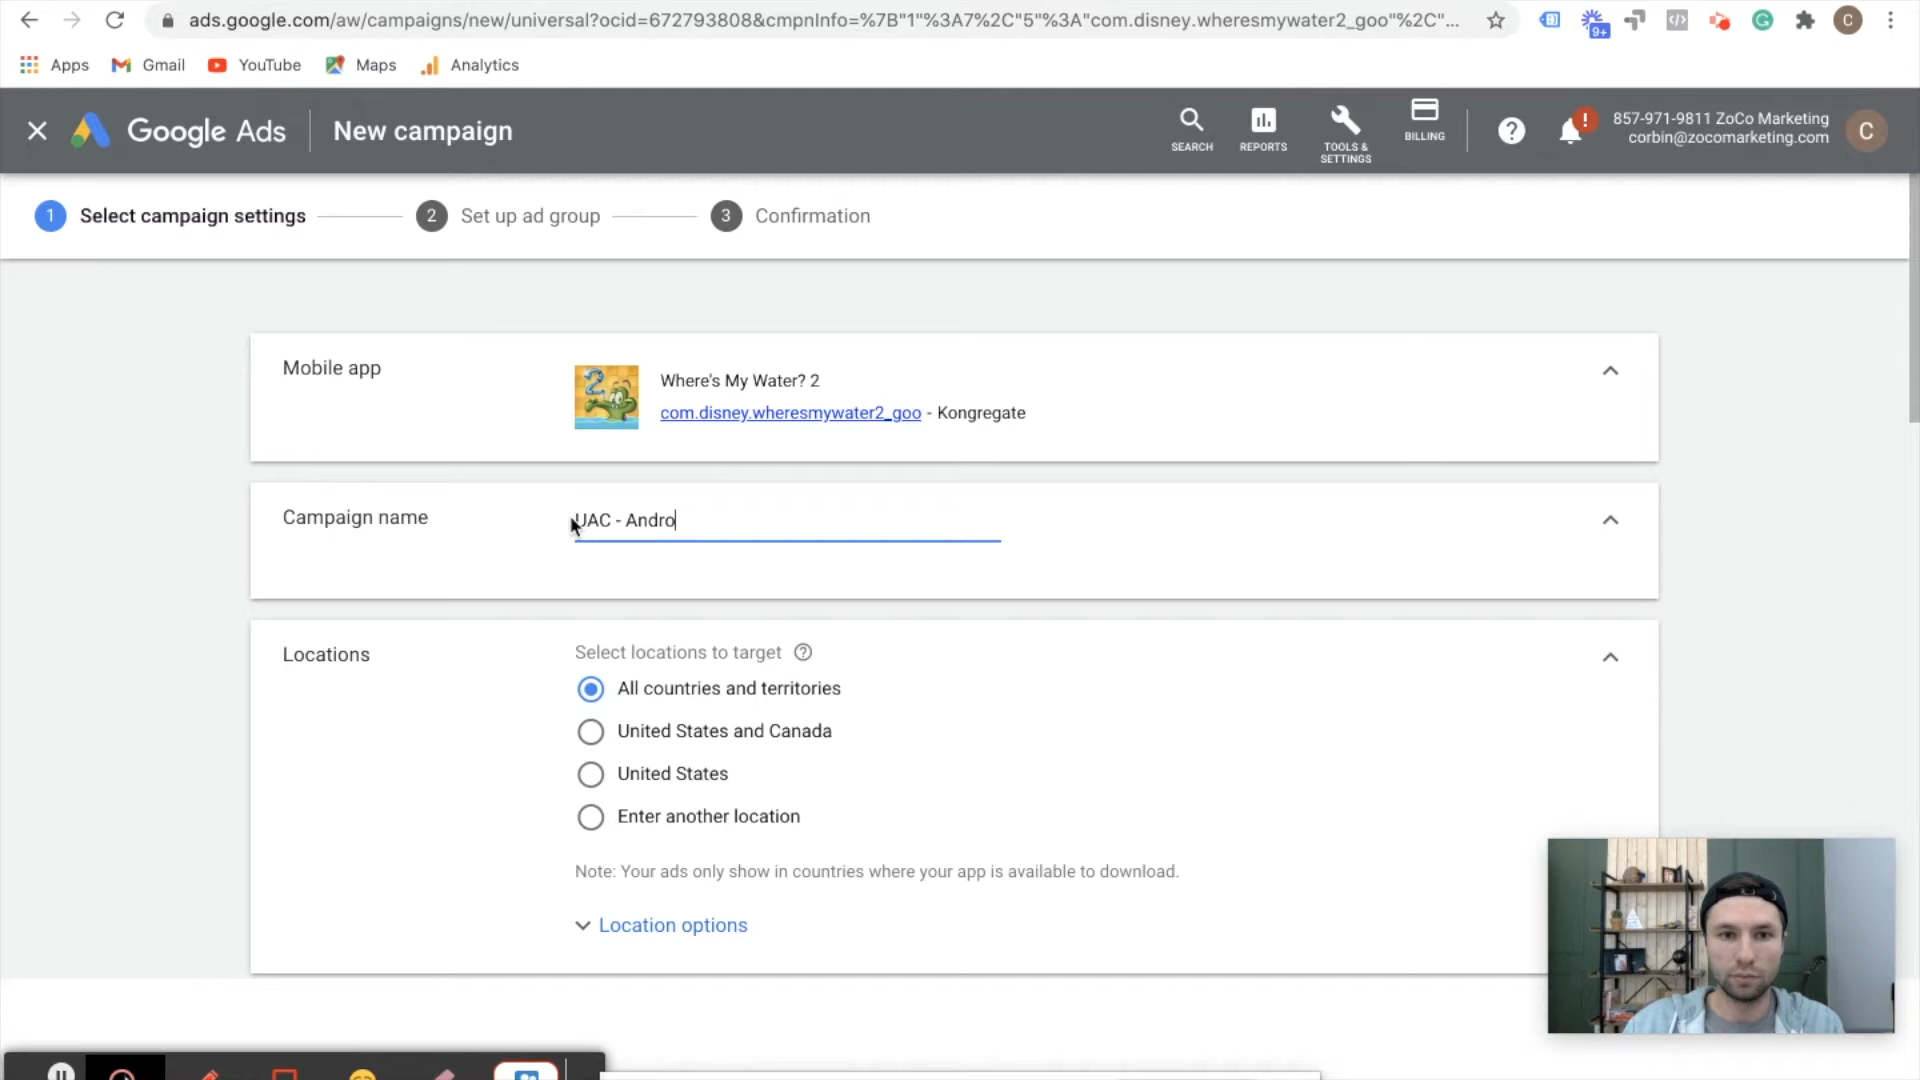 ads.google.com/aw/campaigns/new/universal?ocid=672793808&cmpnInfo=%7B"1"%3A7%2C"5"%3A"com.disney.wheresmywater2_goo"%2C"...
9+
C
Apps
Gmail
YouTube
Maps
Analytics
Google Ads
New campaign
SEARCH
REPORTS
TOOLS &
SETTINGS
BILLING
?
!
857-971-9811 ZoCo Marketing
corbin@zocomarketing.com
C
1 Select campaign settings
2 Set up ad group
3 Confirmation
Mobile app
2
Where's My Water? 2
com.disney.wheresmywater2_goo - Kongregate
Campaign name
UAC - Andro
Locations
Select locations to target ?
All countries and territories
United States and Canada
United States
Enter another location
Note: Your ads only show in countries where your app is available to download.
Location options